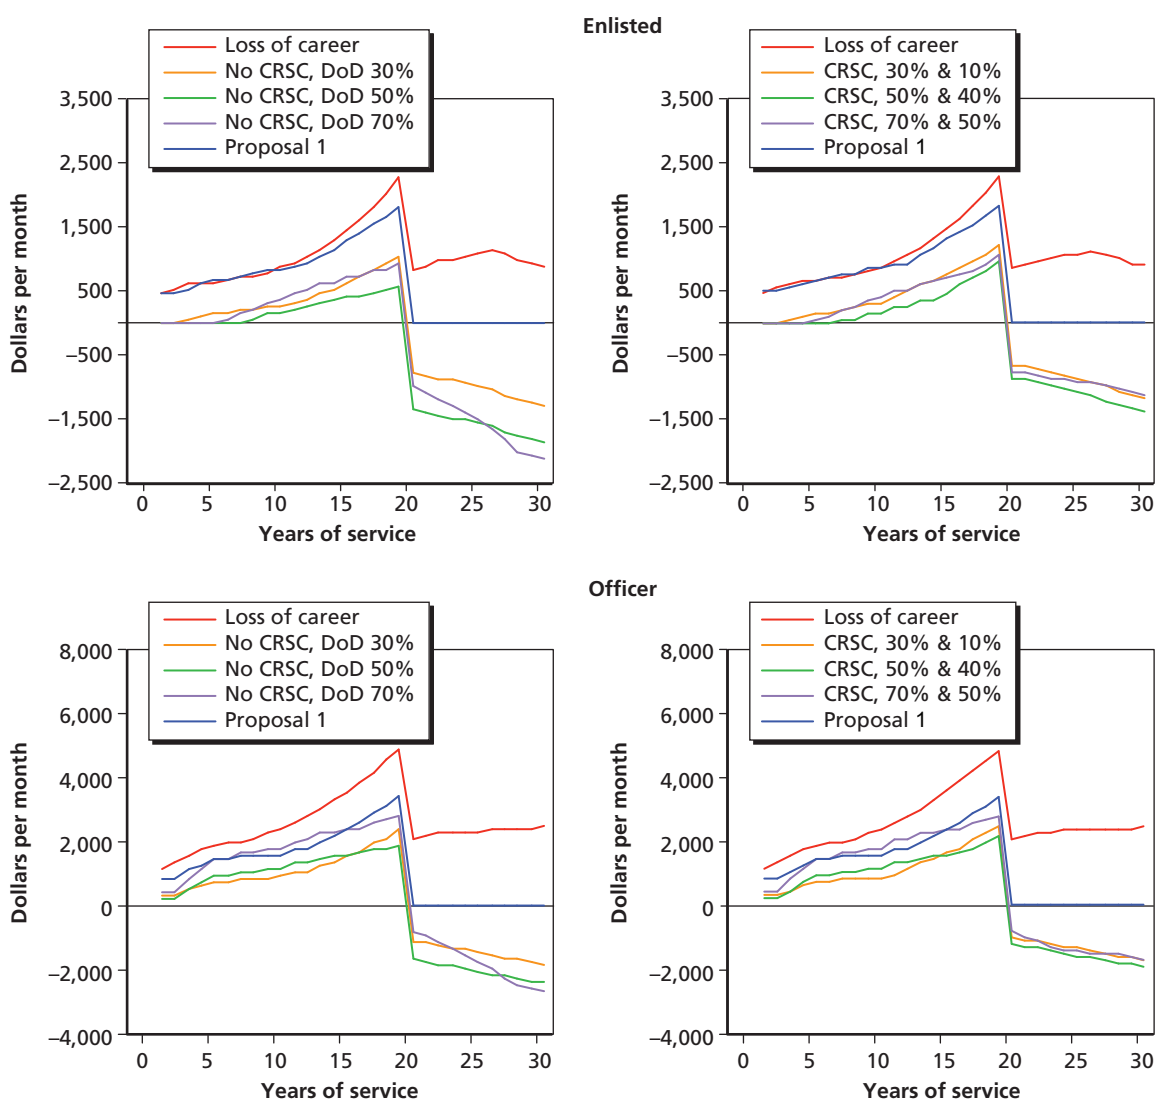 Enlisted
Loss of career
No CRSC, DoD 30%
No CRSC, DoD 50%
No CRSC, DoD 70%
Proposal 1
3,500
2,500
1,500
500
–500
–1,500
–2,500
Dollars per month
0 5 10 15 20 25 30
Years of service
Loss of career
CRSC, 30% & 10%
CRSC, 50% & 40%
CRSC, 70% & 50%
Proposal 1
3,500
2,500
1,500
500
–500
–1,500
–2,500
Dollars per month
0 5 10 15 20 25 30
Years of service
Officer
Loss of career
No CRSC, DoD 30%
No CRSC, DoD 50%
No CRSC, DoD 70%
Proposal 1
8,000
6,000
4,000
2,000
0
–2,000
–4,000
Dollars per month
0 5 10 15 20 25 30
Years of service
Loss of career
CRSC, 30% & 10%
CRSC, 50% & 40%
CRSC, 70% & 50%
Proposal 1
8,000
6,000
4,000
2,000
0
–2,000
–4,000
Dollars per month
0 5 10 15 20 25 30
Years of service